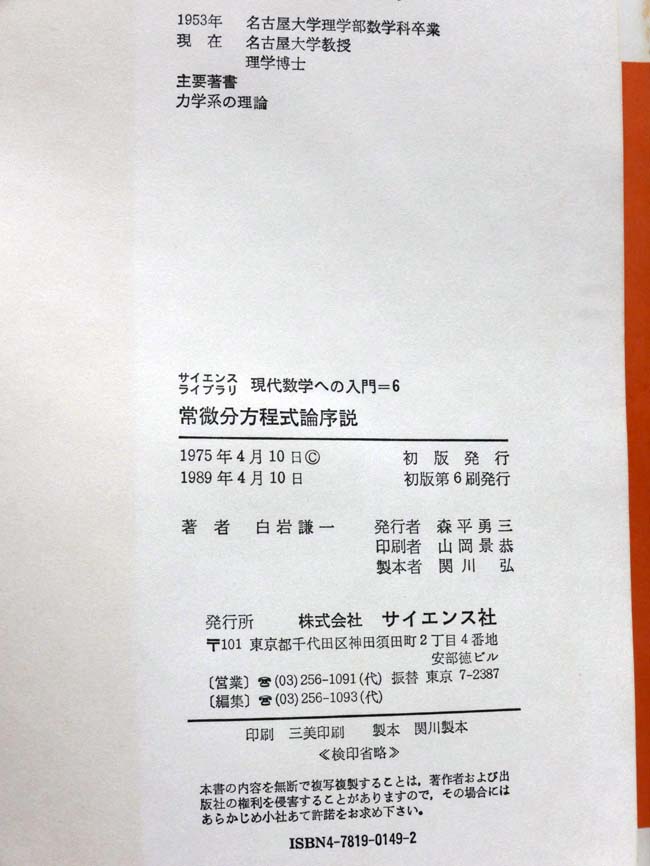 1953年 名古屋大学理学部数学科卒業
現在 名古屋大学教授
理学博士
主要著書
力学系の理論
サイエンス
ライブラリ 現代数学への入門=6
常微分方程式論序説
1975年4月10日© 初版発行
1989年4月10日 初版第6刷発行
著者 白岩謙一 発行者 森平勇三
印刷者 山岡景恭
製本者 関川弘
発行所 株式会社 サイエンス社
〒101 東京都千代田区神田須田町2丁目4番地
安部徳ビル
〔営業〕☎(03)256-1091(代) 振替 東京 7-2387
〔編集〕☎(03)256-1093(代)
印刷 三美印刷 製本 関川製本
≪検印省略≫
本書の内容を無断で複写複製することは,著作者および出
版社の権利を侵害することがありますので,その場合には
あらかじめ小社あて許諾をお求め下さい。
ISBN4-7819-0149-2